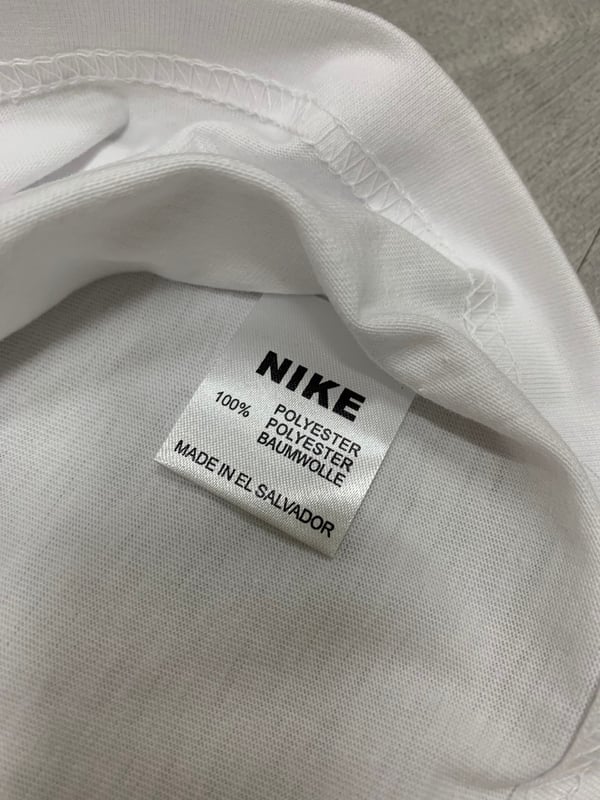 NIKE
100% POLYESTER
POLYESTER
BAUMWOLLE
MADE IN EL SALVADOR